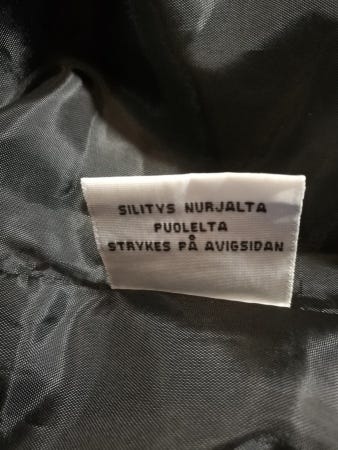 SILITYS NURJALTA
PUOLELTA
STRYKES PÅ AVIGSIDAN